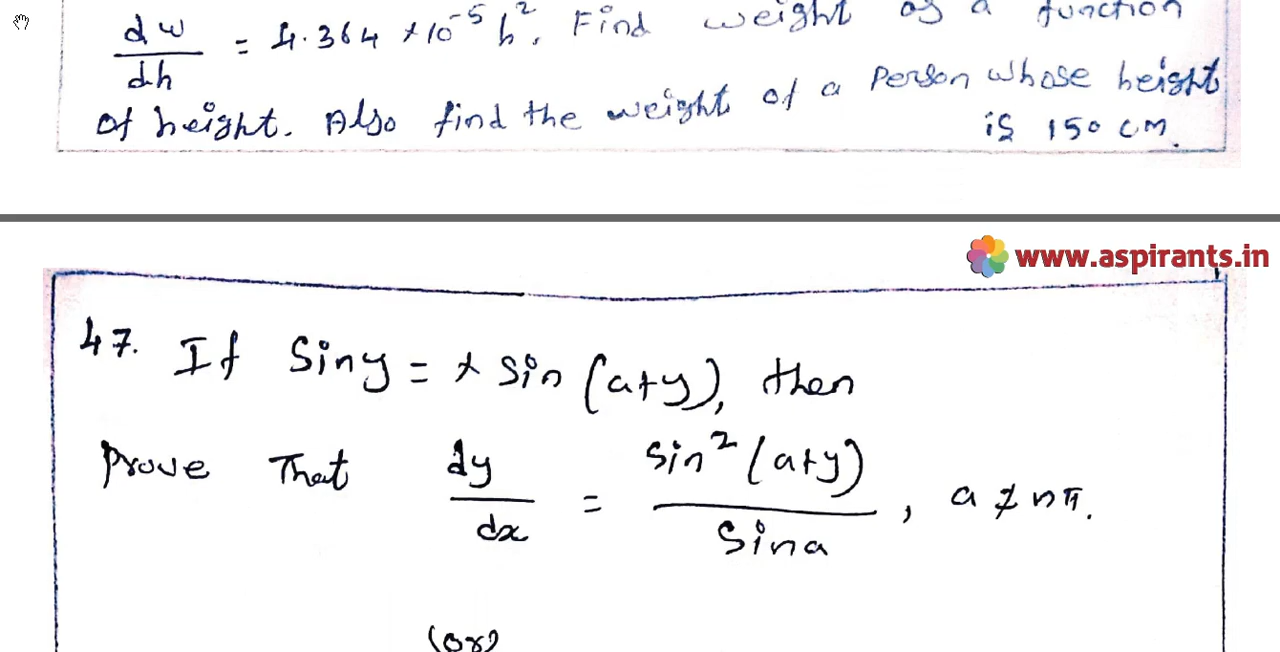 dw/dh = 4.364 × 10⁻⁵ h². Find weight as a function
of height. Also find the weight of a Person whose height
is 150 cm.
www.aspirants.in
47. If Siny = x Sin (a+y), then
Prove That dy/dx = Sin² (a+y)/Sina, a ≠ nπ.
(or)